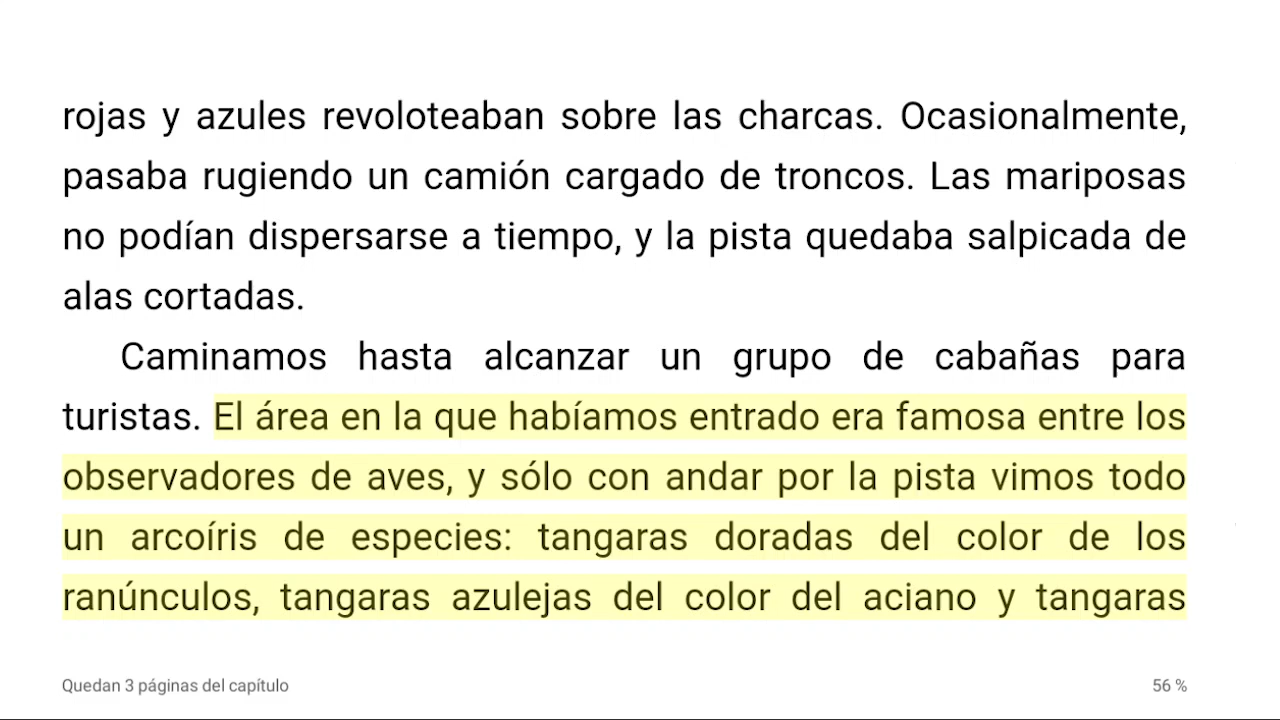 rojas y azules revoloteaban sobre las charcas. Ocasionalmente,
pasaba rugiendo un camión cargado de troncos. Las mariposas
no podían dispersarse a tiempo, y la pista quedaba salpicada de
alas cortadas.
Caminamos hasta alcanzar un grupo de cabañas para
turistas. El área en la que habíamos entrado era famosa entre los
observadores de aves, y sólo con andar por la pista vimos todo
un arcoíris de especies: tangaras doradas del color de los
ranúnculos, tangaras azulejas del color del aciano y tangaras
Quedan 3 páginas del capítulo
56 %